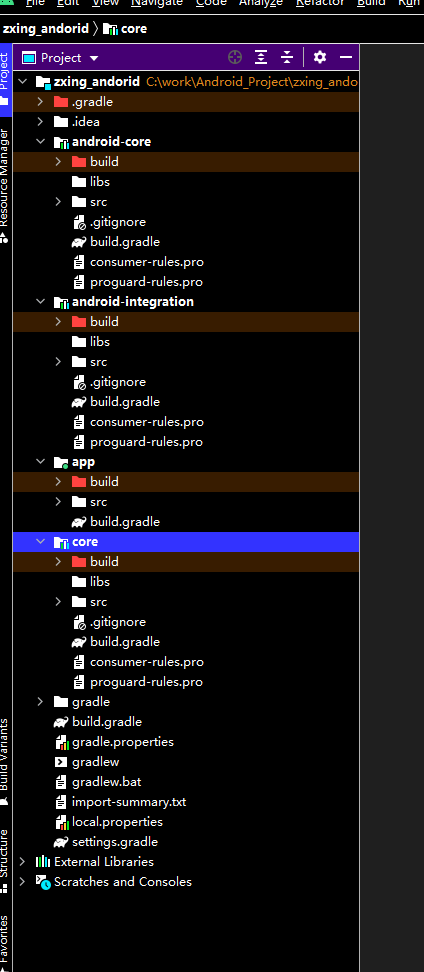 File Edit View Navigate Code Analyze Refactor Build Run
zxing_andorid core
Project
Project
zxing_andorid C:\work\Android_Project\zxing_ando
.gradle
.idea
android-core
build
libs
src
.gitignore
build.gradle
consumer-rules.pro
proguard-rules.pro
android-integration
build
libs
src
.gitignore
build.gradle
consumer-rules.pro
proguard-rules.pro
app
build
src
build.gradle
core
build
libs
src
.gitignore
build.gradle
consumer-rules.pro
proguard-rules.pro
gradle
build.gradle
gradle.properties
gradlew
gradlew.bat
import-summary.txt
local.properties
settings.gradle
External Libraries
Scratches and Consoles
Resource Manager
Build Variants
Structure
Favorites